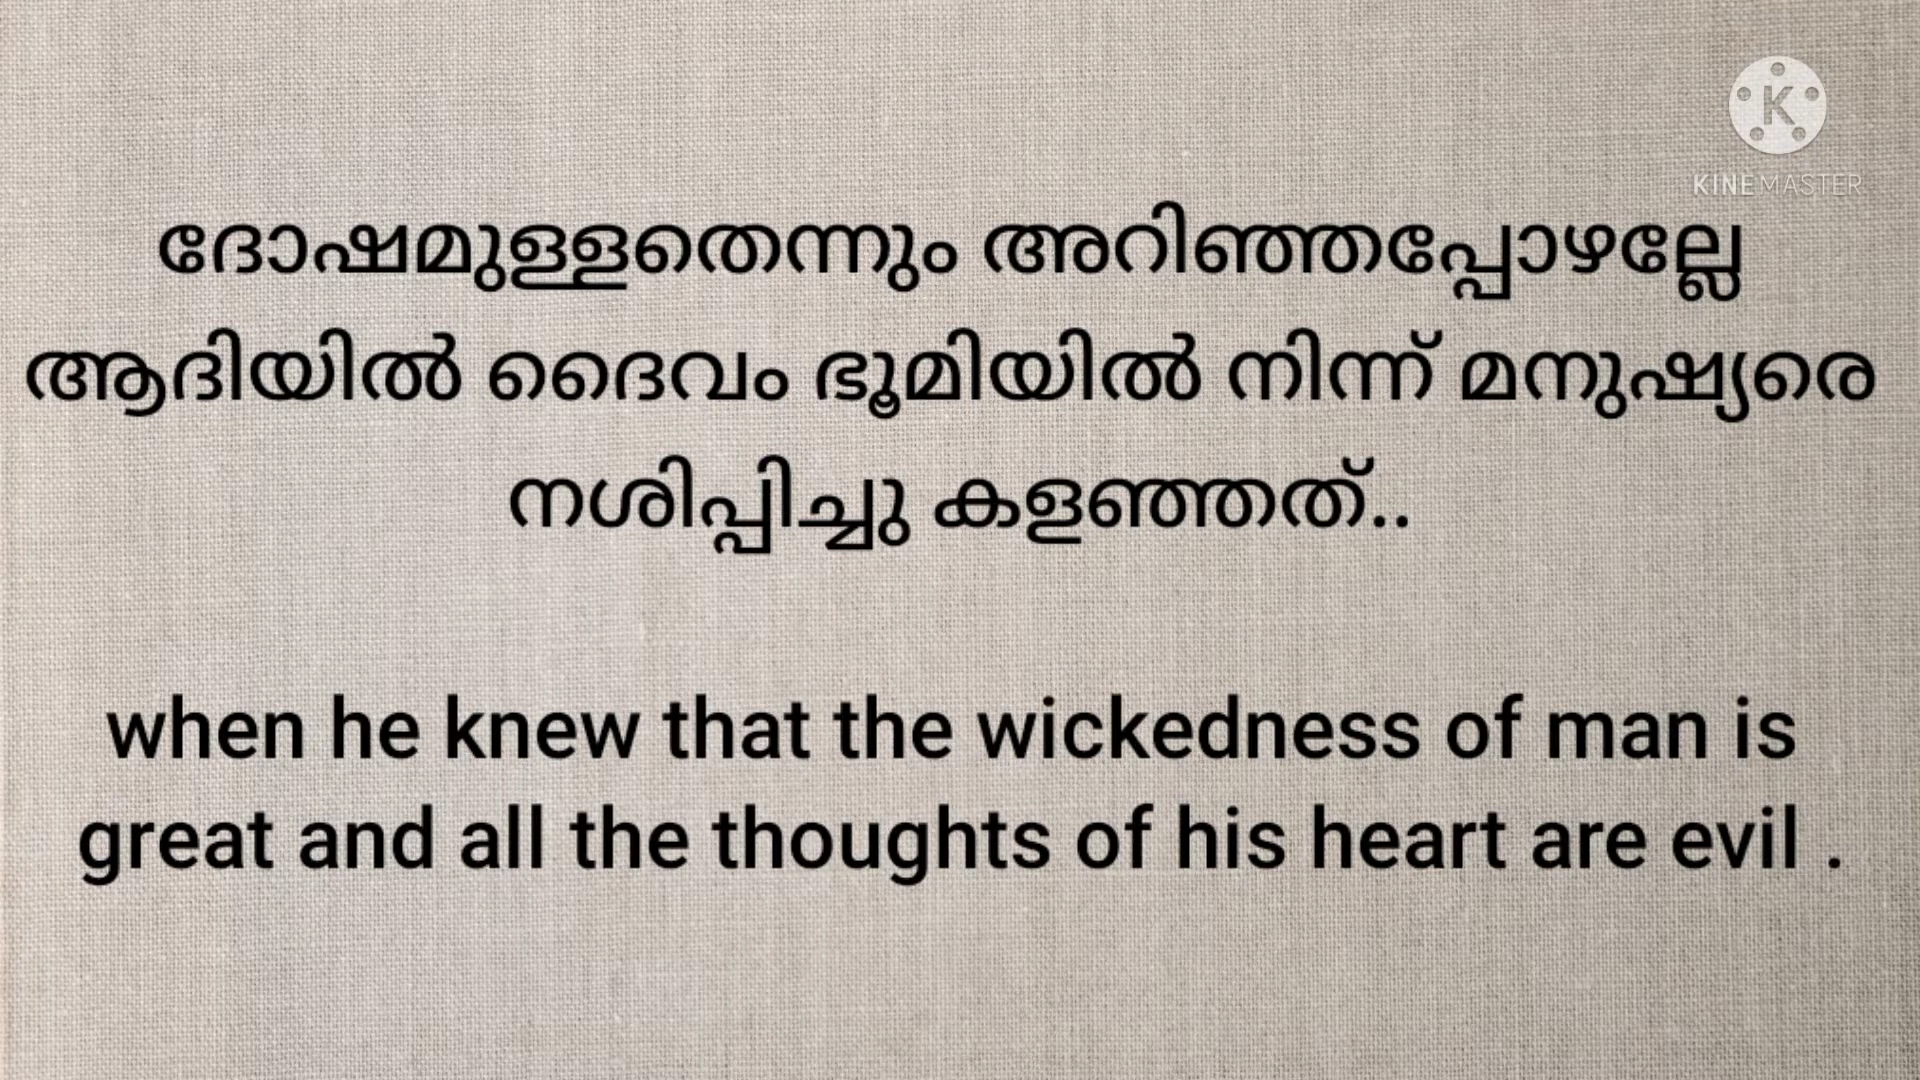 KINEMASTER
ദോഷമുള്ളതെന്നും അറിഞ്ഞപ്പോഴല്ലേ
ആദിയിൽ ദൈവം ഭൂമിയിൽ നിന്ന് മനുഷ്യരെ
നശിപ്പിച്ചു കളഞ്ഞത്..
when he knew that the wickedness of man is
great and all the thoughts of his heart are evil .